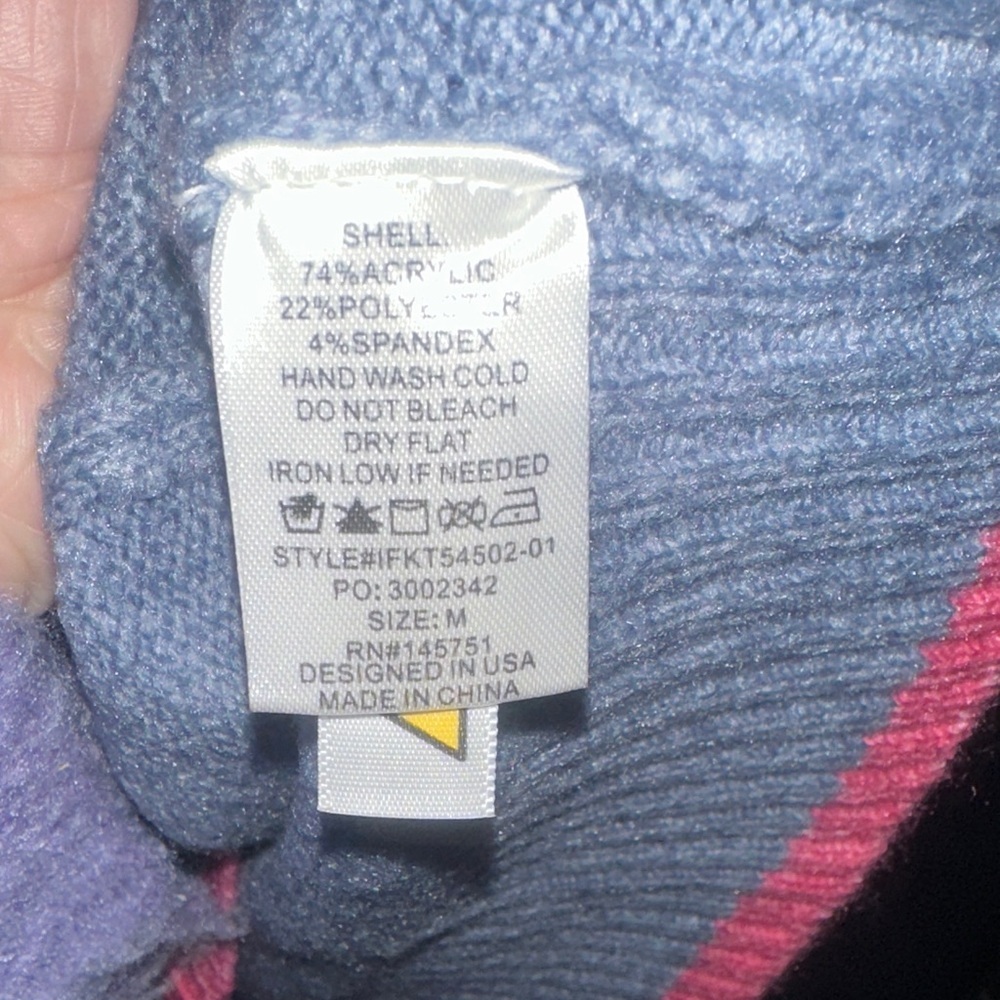 SHELL:
74%ACRYLIC
22%POLYESTER
4%SPANDEX
HAND WASH COLD
DO NOT BLEACH
DRY FLAT
IRON LOW IF NEEDED
STYLE#IFKT54502-01
PO: 3002342
SIZE: M
RN#145751
DESIGNED IN USA
MADE IN CHINA